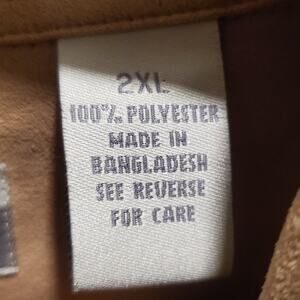 2XL
100% POLYESTER
MADE IN
BANGLADESH
SEE REVERSE
FOR CARE